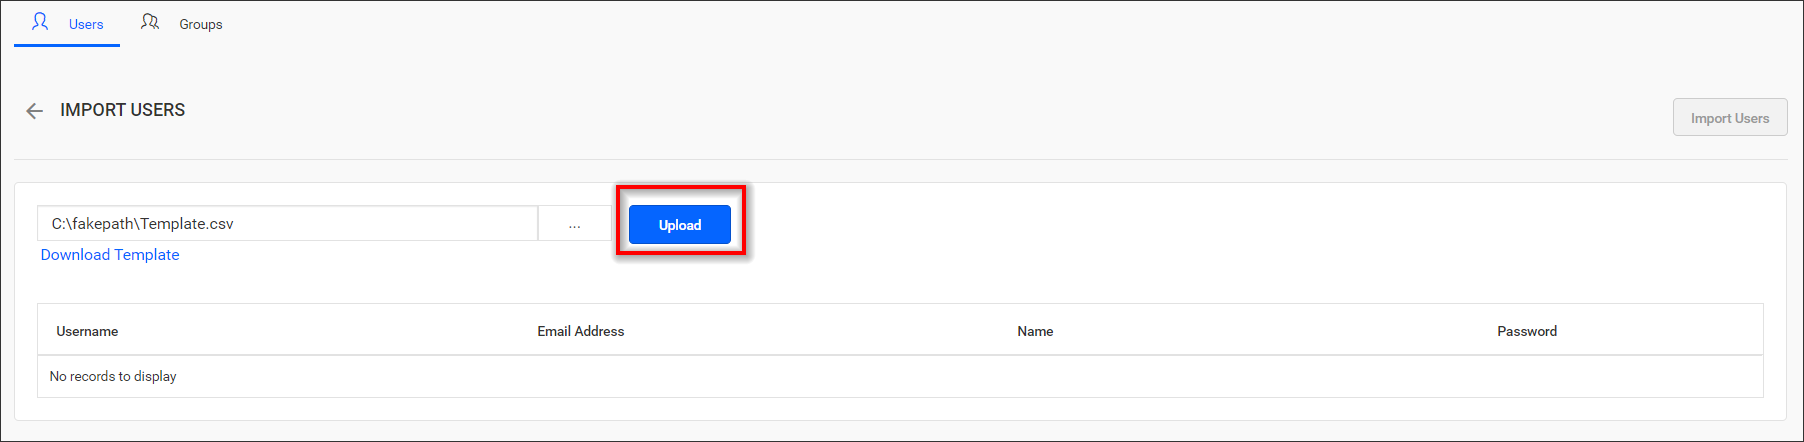 Users Groups
IMPORT USERS
Import Users
C:\fakepath\Template.csv ... Upload
Download Template
Username Email Address Name Password
No records to display